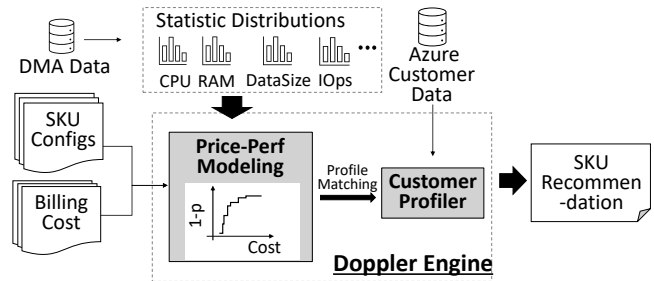 Statistic Distributions
DMA Data
CPU RAM DataSize IOps
Azure
Customer
Data
SKU
Configs
Billing
Cost
Price-Perf
Modeling
1-p
Cost
Profile
Matching
Customer
Profiler
SKU
Recommen
-dation
Doppler Engine